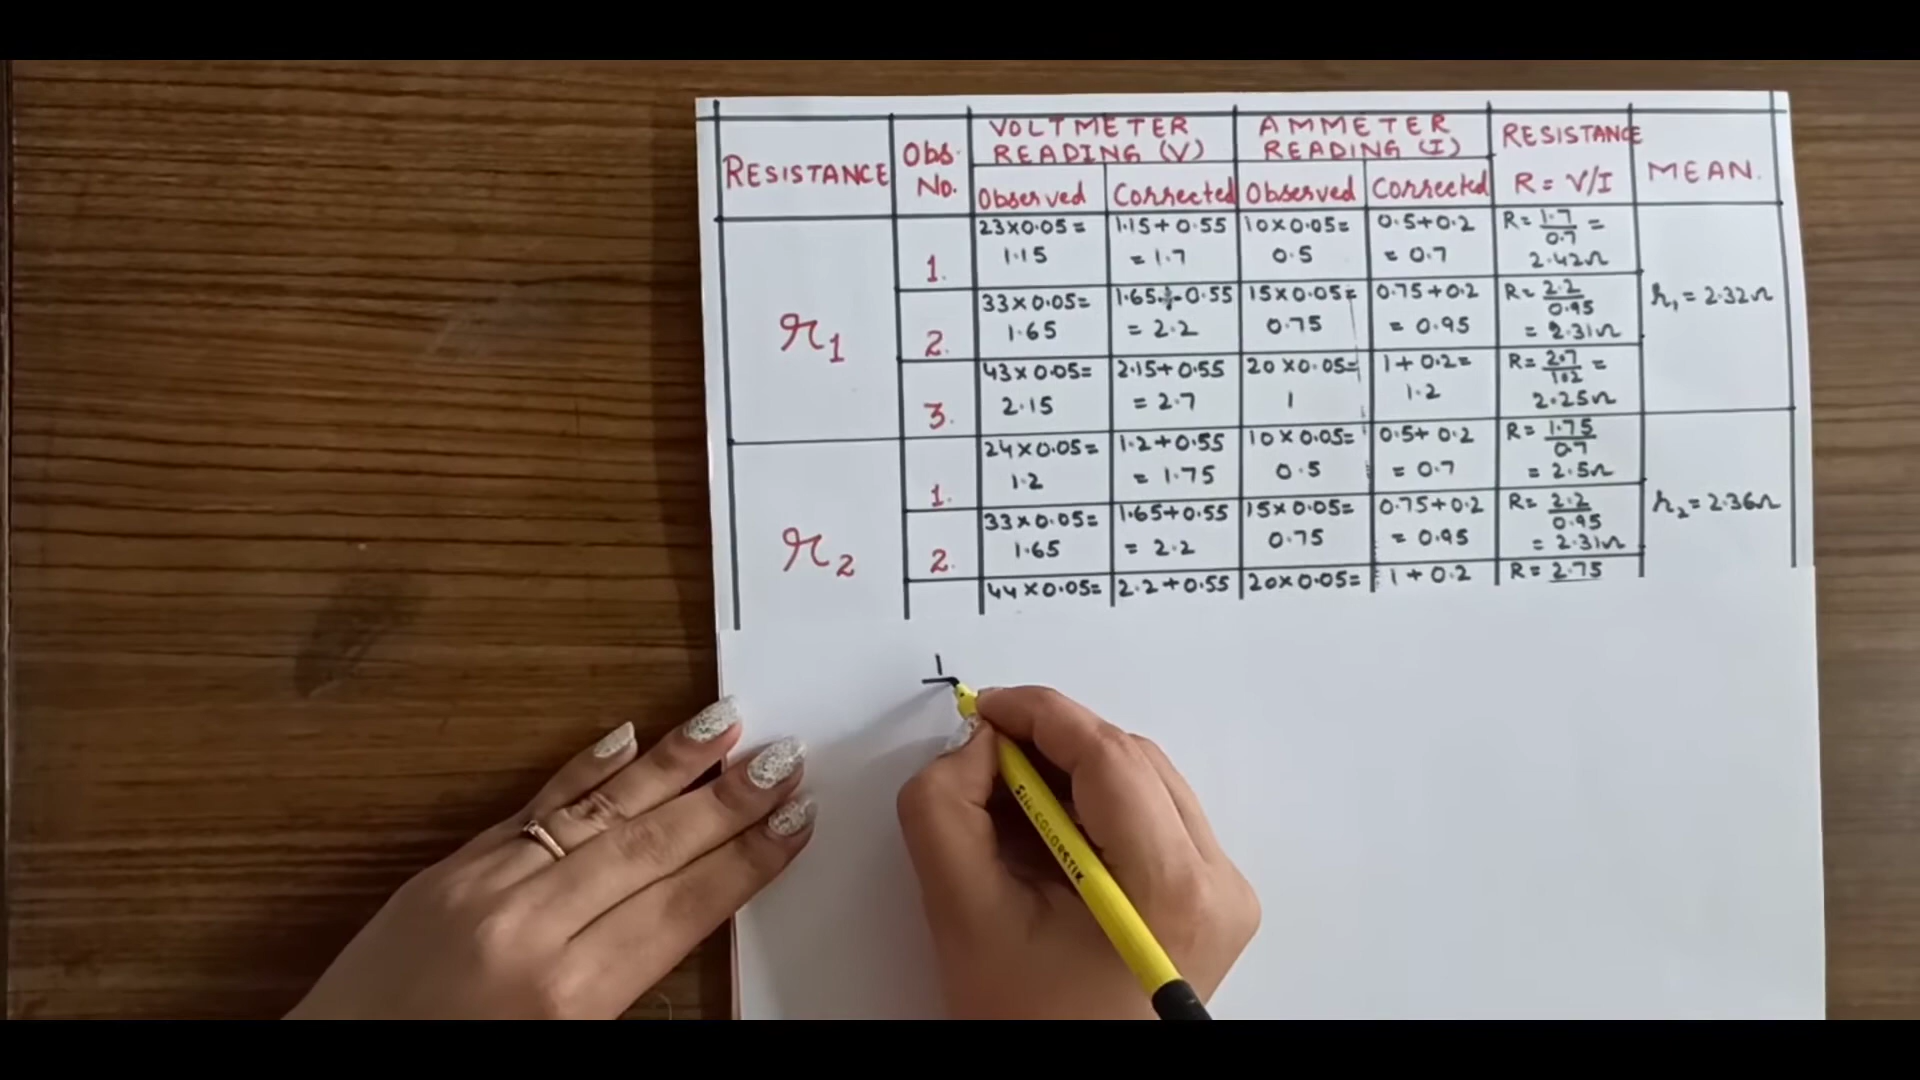 RESISTANCE
Obs. No.
VOLTMETER READING (V)
AMMETER READING (I)
RESISTANCE R = V/I
MEAN.
Observed Corrected Observed Corrected
r1
1.
23×0.05= 1.15
1.15+0.55 = 1.7
10×0.05= 0.5
0.5+0.2 = 0.7
R= 1.7/0.7 = 2.42Ω
2.
33×0.05= 1.65
1.65+0.55 = 2.2
15×0.05= 0.75
0.75+0.2 = 0.95
R= 2.2/0.95 = 2.31Ω
3.
43×0.05= 2.15
2.15+0.55 = 2.7
20×0.05= 1
1+0.2= 1.2
R= 2.7/1.2 = 2.25Ω
r1 = 2.32Ω
r2
1.
24×0.05= 1.2
1.2+0.55 = 1.75
10×0.05= 0.5
0.5+0.2 = 0.7
R= 1.75/0.7 = 2.5Ω
2.
33×0.05= 1.65
1.65+0.55 = 2.2
15×0.05= 0.75
0.75+0.2 = 0.95
R= 2.2/0.95 = 2.31Ω
44×0.05=
2.2+0.55
20×0.05=
1+0.2
R= 2.75
r2 = 2.36Ω
1
COLORSTIK